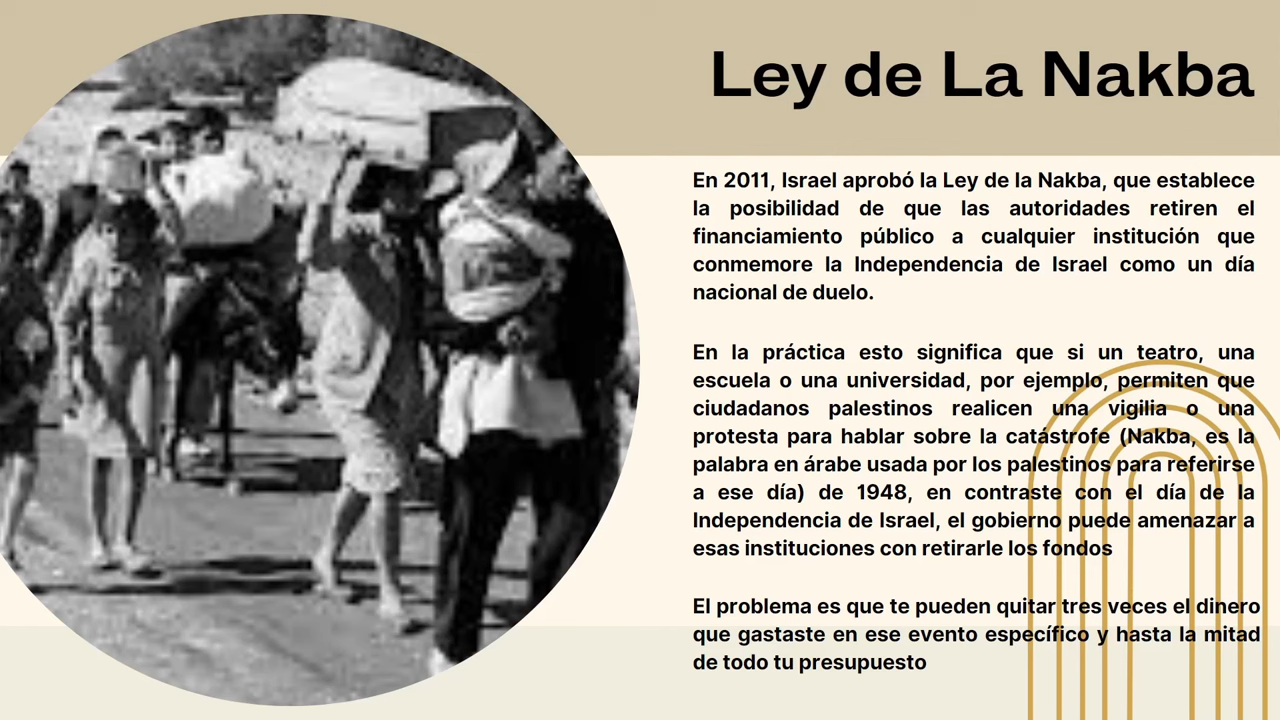 Ley de La Nakba
En 2011, Israel aprobó la Ley de la Nakba, que establece
la posibilidad de que las autoridades retiren el
financiamiento público a cualquier institución que
conmemore la Independencia de Israel como un día
nacional de duelo.
En la práctica esto significa que si un teatro, una
escuela o una universidad, por ejemplo, permiten que
ciudadanos palestinos realicen una vigilia o una
protesta para hablar sobre la catástrofe (Nakba, es la
palabra en árabe usada por los palestinos para referirse
a ese día) de 1948, en contraste con el día de la
Independencia de Israel, el gobierno puede amenazar a
esas instituciones con retirarle los fondos
El problema es que te pueden quitar tres veces el dinero
que gastaste en ese evento específico y hasta la mitad
de todo tu presupuesto